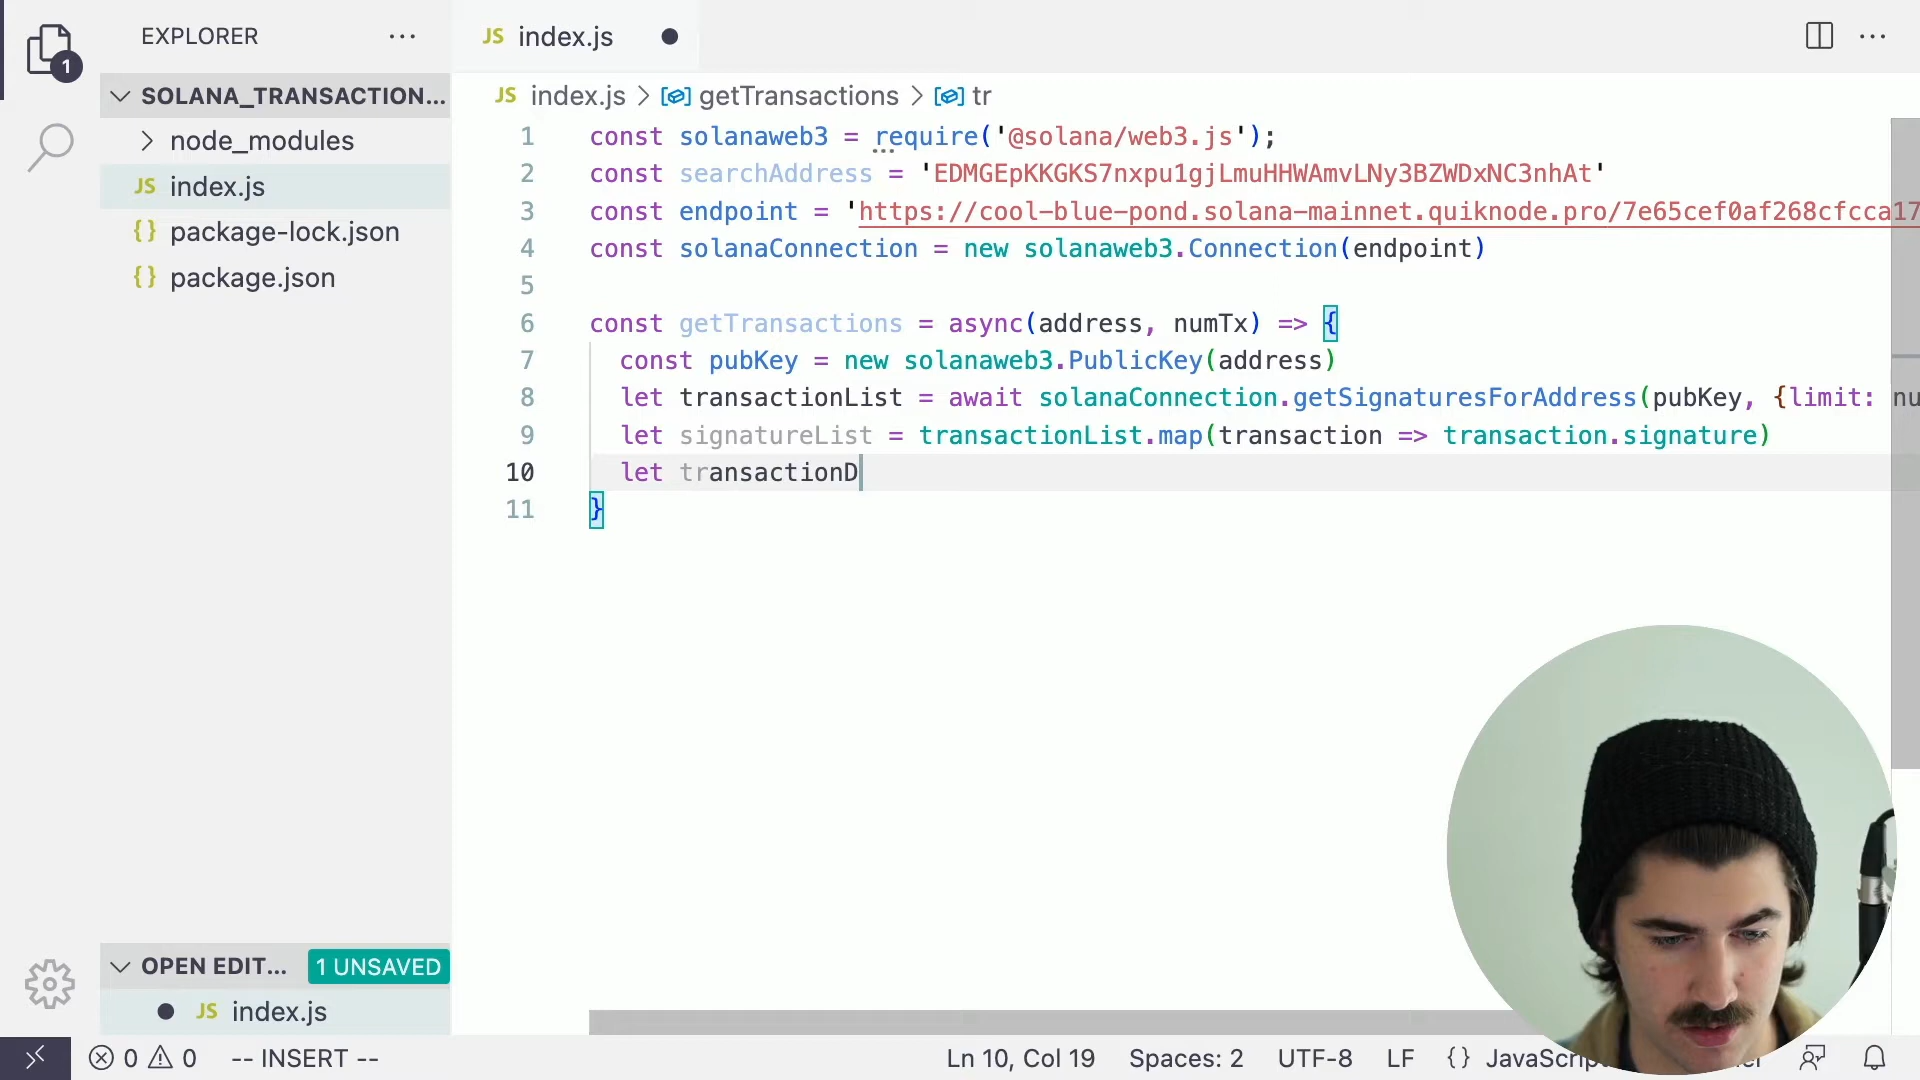 EXPLORER
JS index.js
1
SOLANA_TRANSACTION...
node_modules
JS index.js
{} package-lock.json
{} package.json
JS index.js > getTransactions > tr
1 const solanaweb3 = require('@solana/web3.js');
2 const searchAddress = 'EDMGEpKKGKS7nxpu1gjLmuHHWAmvLNy3BZWDxNC3nhAt'
3 const endpoint = 'https://cool-blue-pond.solana-mainnet.quiknode.pro/7e65cef0af268cfcca17
4 const solanaConnection = new solanaweb3.Connection(endpoint)
5
6 const getTransactions = async(address, numTx) => {
7 const pubKey = new solanaweb3.PublicKey(address)
8 let transactionList = await solanaConnection.getSignaturesForAddress(pubKey, {limit: nu
9 let signatureList = transactionList.map(transaction => transaction.signature)
10 let transactionD
11 }
OPEN EDIT... 1 UNSAVED
JS index.js
0 0 -- INSERT -- Ln 10, Col 19 Spaces: 2 UTF-8 LF {}